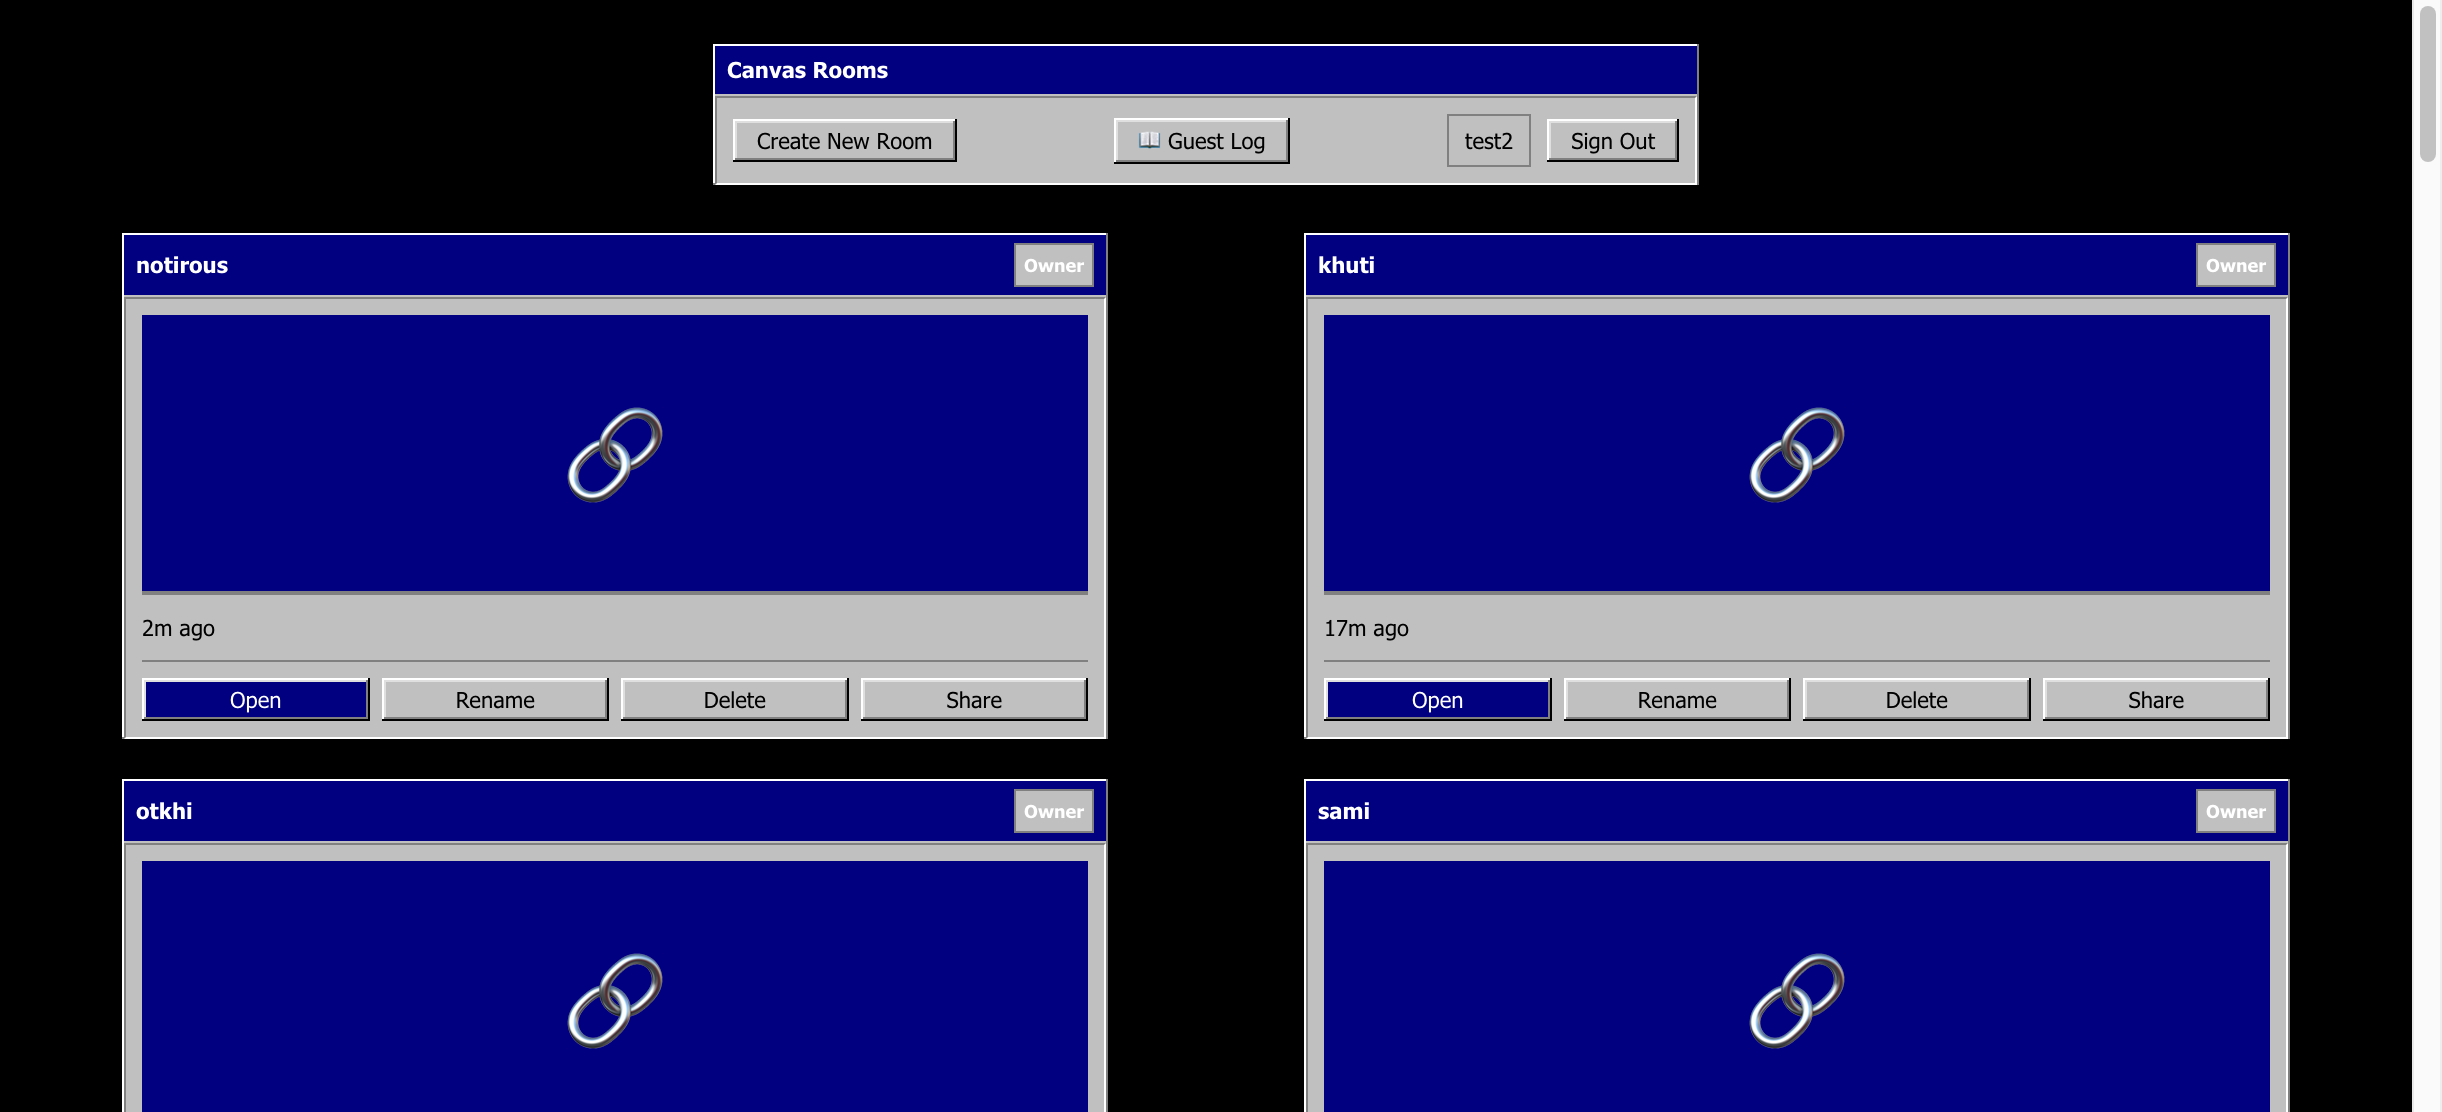 Canvas Rooms
Create New Room
📖 Guest Log
test2
Sign Out
notirous
Owner
2m ago
Open
Rename
Delete
Share
khuti
Owner
17m ago
Open
Rename
Delete
Share
otkhi
Owner
sami
Owner